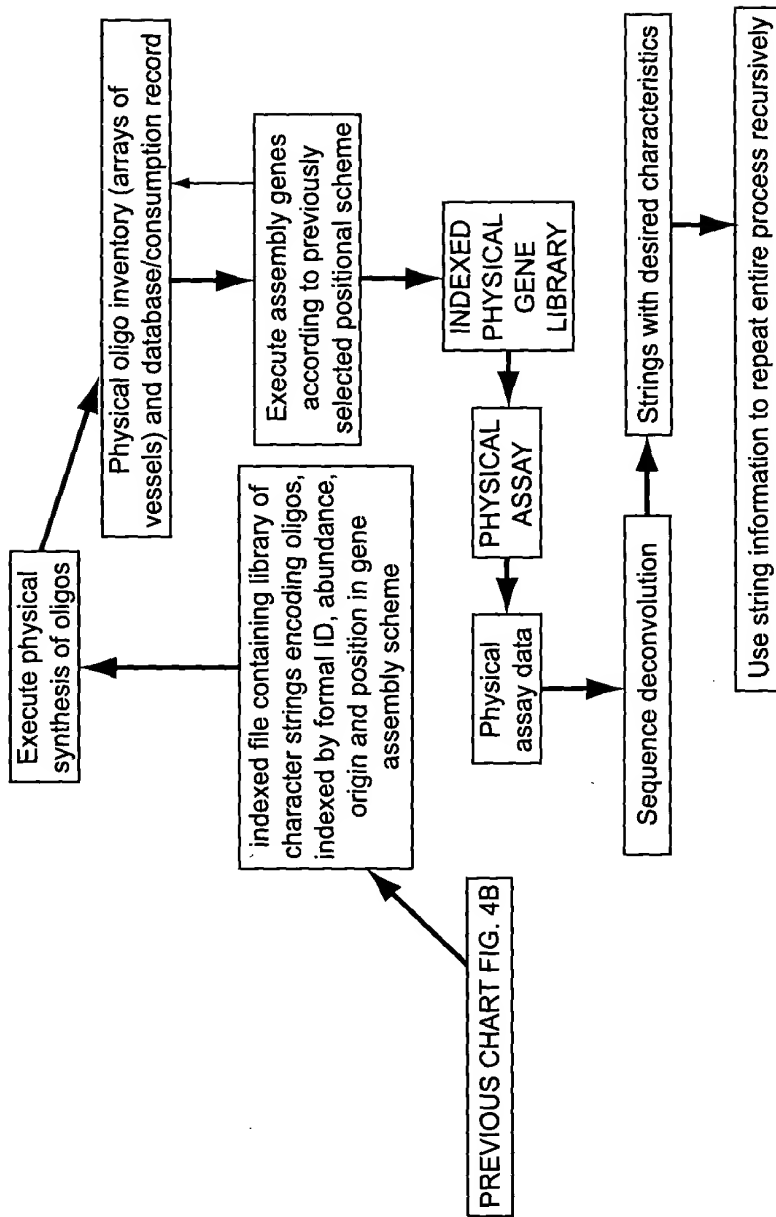 PREVIOUS CHART FIG. 4B
indexed file containing library of
character strings encoding oligos,
indexed by formal ID, abundance,
origin and position in gene
assembly scheme
Execute physical
synthesis of oligos
Physical oligo inventory (arrays of
vessels) and database/consumption record
Execute assembly genes
according to previously
selected positional scheme
INDEXED
PHYSICAL
GENE
LIBRARY
PHYSICAL
ASSAY
Physical
assay data
Sequence deconvolution
Strings with desired characteristics
Use string information to repeat entire process recursively